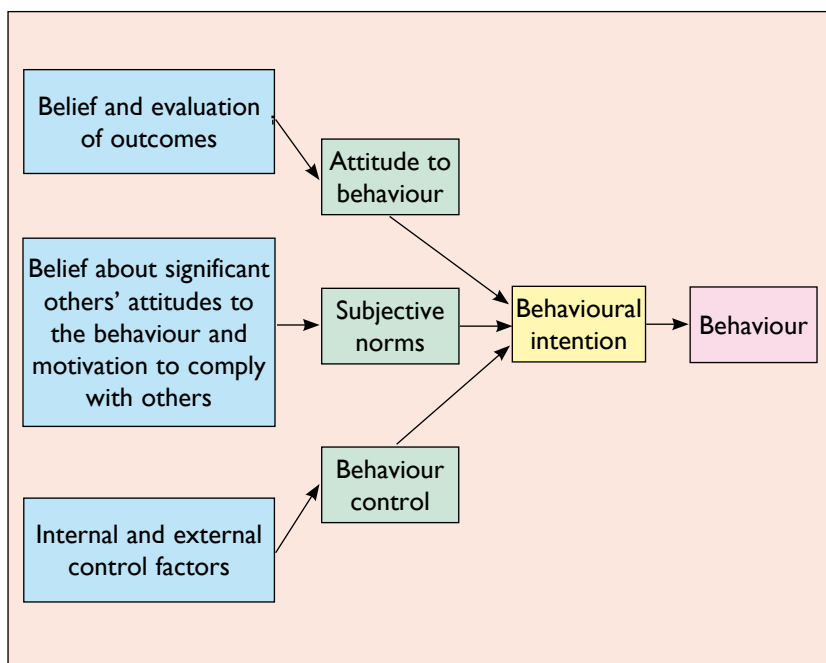 Belief and evaluation
of outcomes
Attitude to
behaviour
Belief about significant
others’ attitudes to
the behaviour and
motivation to comply
with others
Subjective
norms
Behavioural
intention
Behaviour
Behaviour
control
Internal and external
control factors